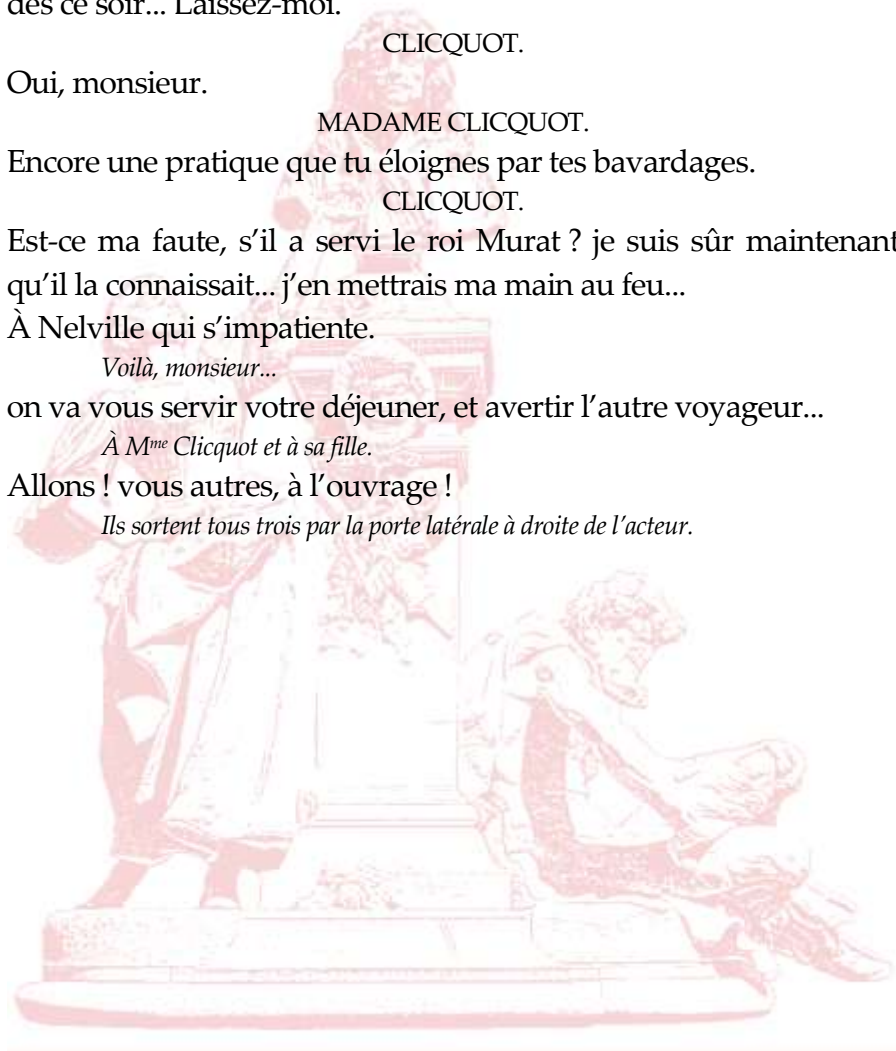 dès ce soir... Laissez-moi.
CLICQUOT.
Oui, monsieur.
MADAME CLICQUOT.
Encore une pratique que tu éloignes par tes bavardages.
CLICQUOT.
Est-ce ma faute, s’il a servi le roi Murat ? je suis sûr maintenant
qu’il la connaissait... j’en mettrais ma main au feu...
À Nelville qui s’impatiente.
Voilà, monsieur...
on va vous servir votre déjeuner, et avertir l’autre voyageur...
À Mme Clicquot et à sa fille.
Allons ! vous autres, à l’ouvrage !
Ils sortent tous trois par la porte latérale à droite de l’acteur.